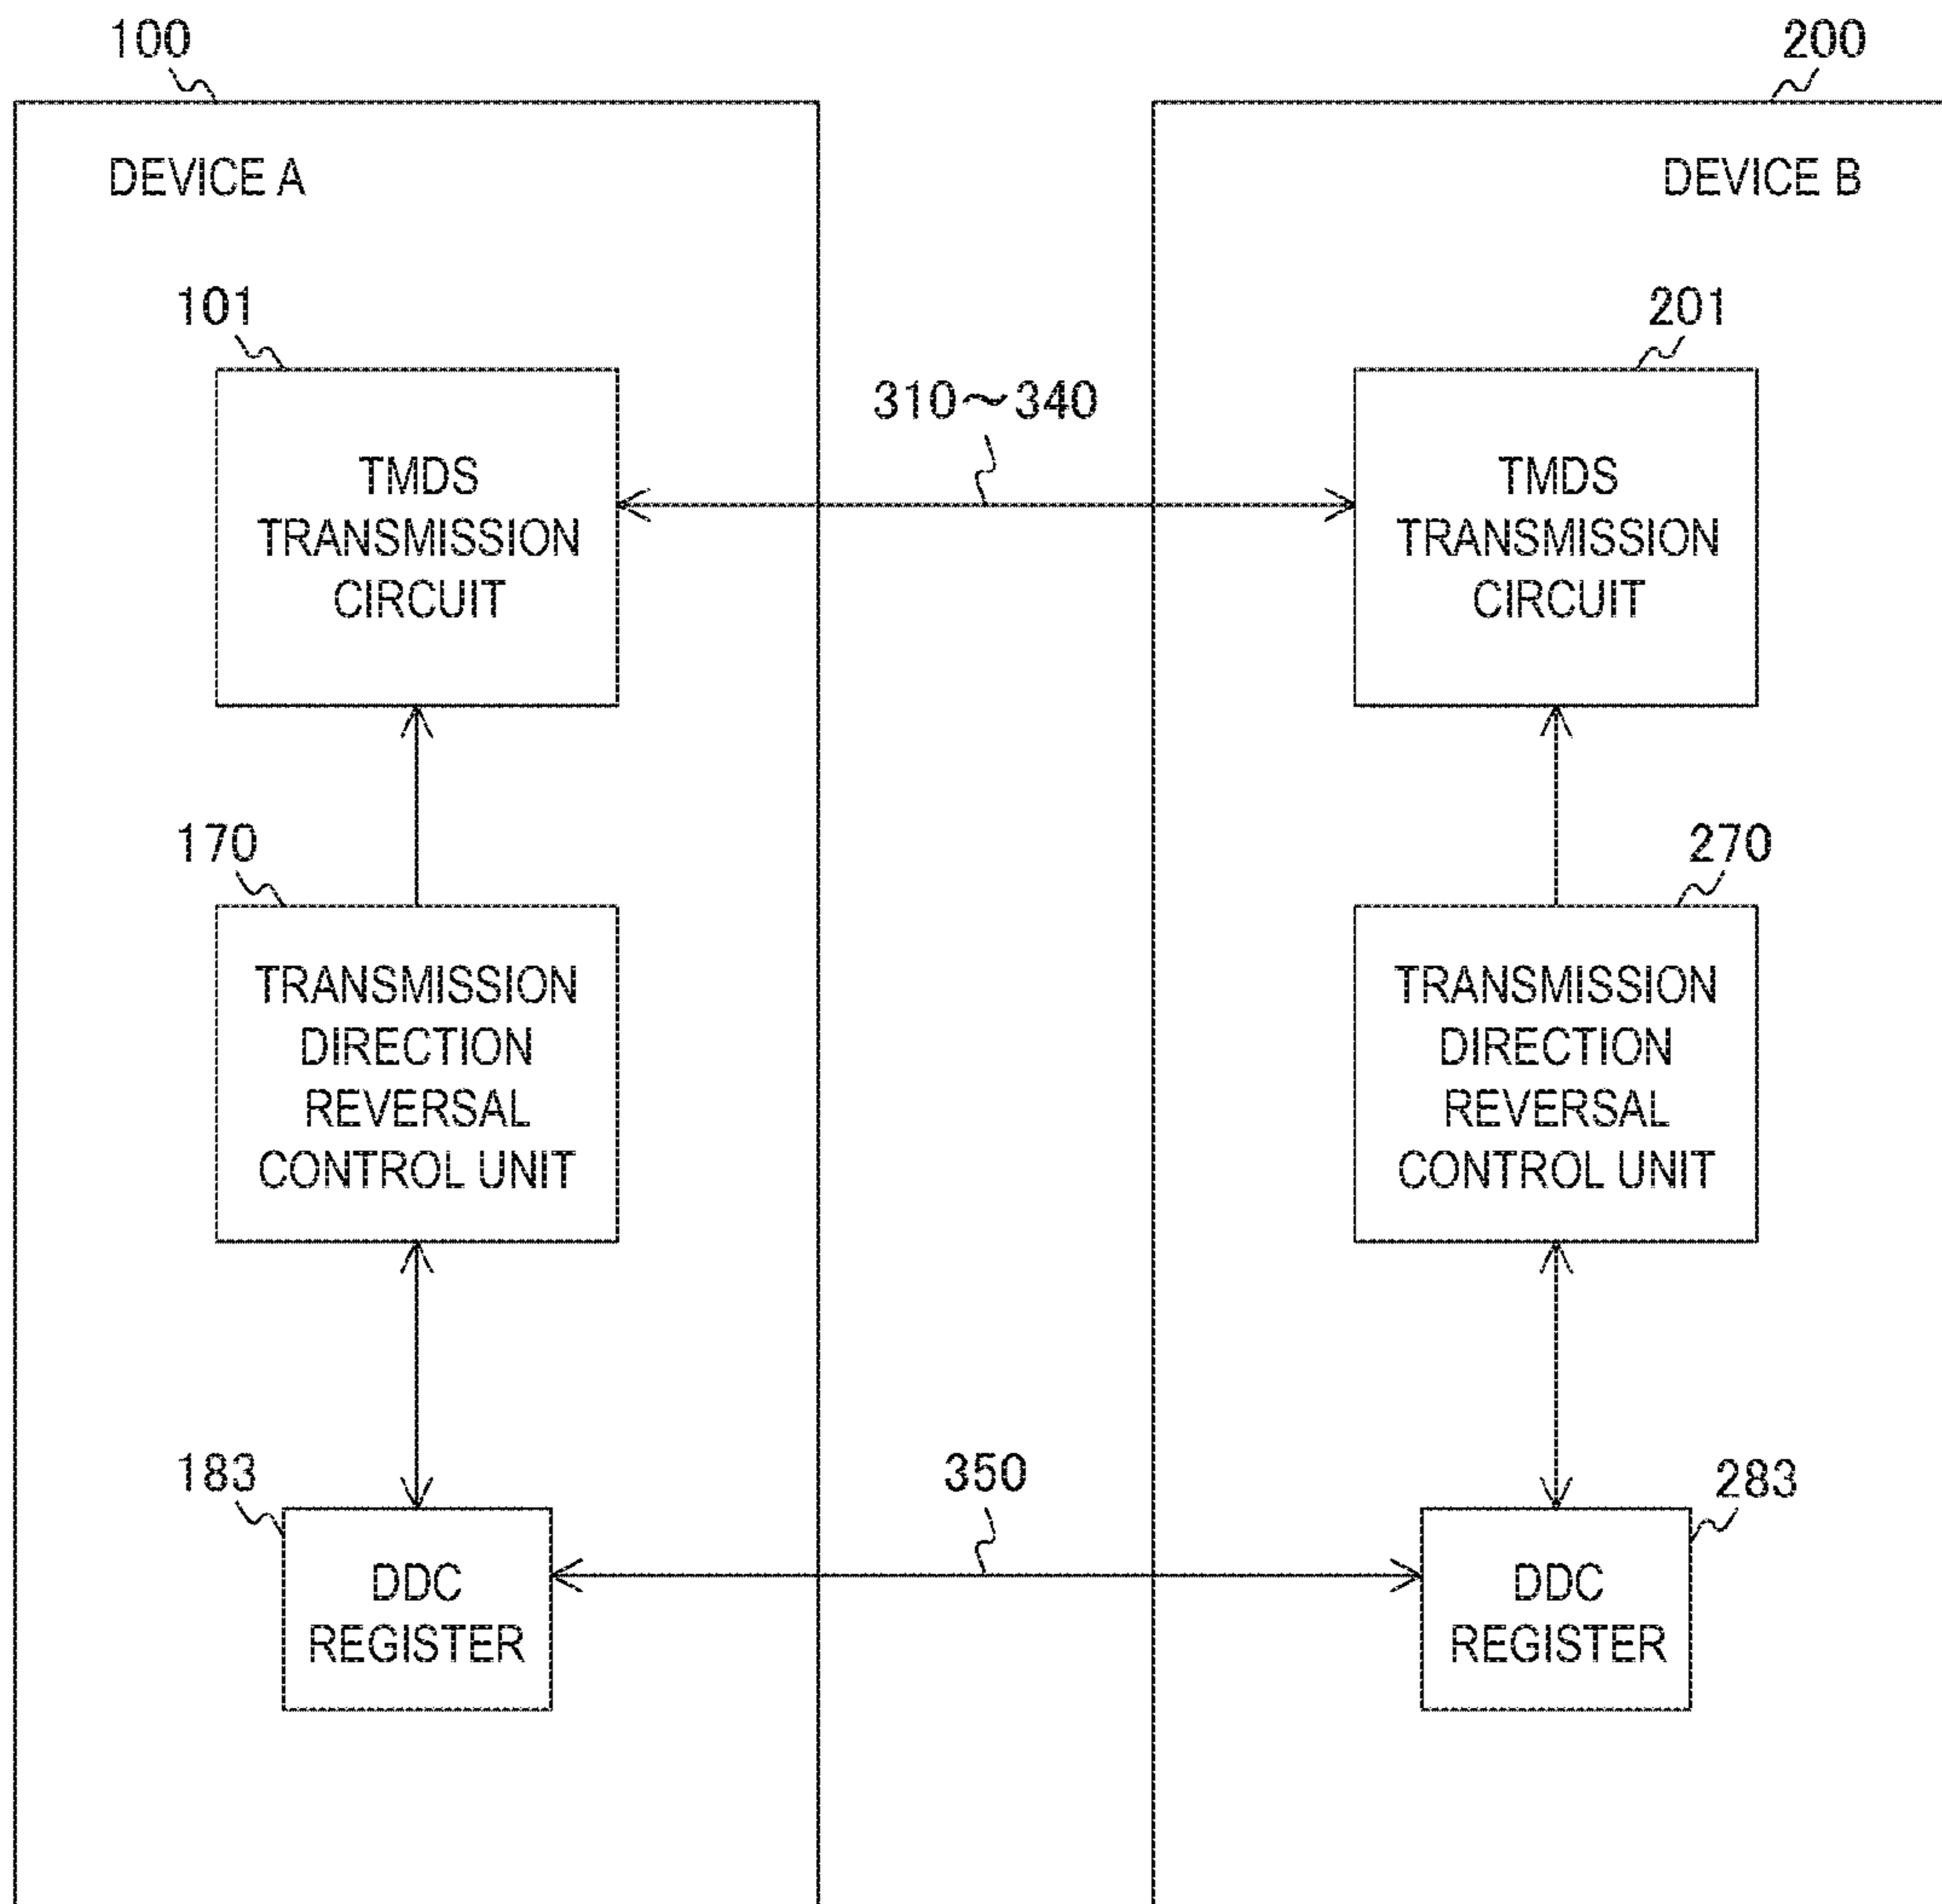 100
200
DEVICE A
DEVICE B
101
201
310～340
TMDS
TRANSMISSION
CIRCUIT
TMDS
TRANSMISSION
CIRCUIT
170
270
TRANSMISSION
DIRECTION
REVERSAL
CONTROL UNIT
TRANSMISSION
DIRECTION
REVERSAL
CONTROL UNIT
183
350
283
DDC
REGISTER
DDC
REGISTER